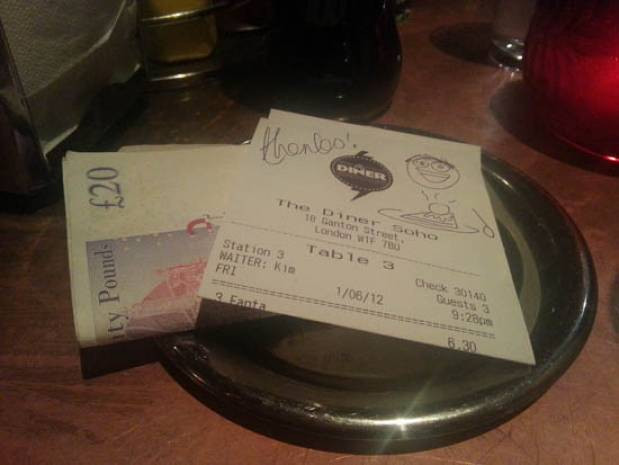 Thanks!
DINER
The Diner Soho
18 Ganton Street,
London W1F 7BU
Table 3
Station 3
Check 30140
WAITER: Kim
Guests 3
FRI
1/06/12
9:28pm
3 Fanta
6.30
£20
ty Pounds